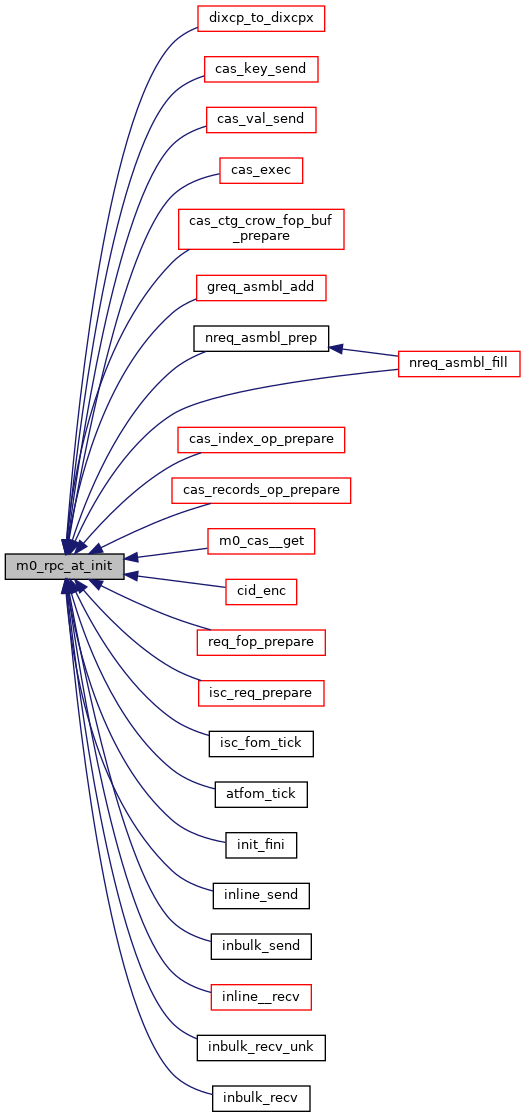 dixcp_to_dixcpx
cas_key_send
cas_val_send
cas_exec
cas_ctg_crow_fop_buf
_prepare
greq_asmbl_add
nreq_asmbl_prep
nreq_asmbl_fill
cas_index_op_prepare
cas_records_op_prepare
m0_cas__get
m0_rpc_at_init
cid_enc
req_fop_prepare
isc_req_prepare
isc_fom_tick
atfom_tick
init_fini
inline_send
inbulk_send
inline__recv
inbulk_recv_unk
inbulk_recv